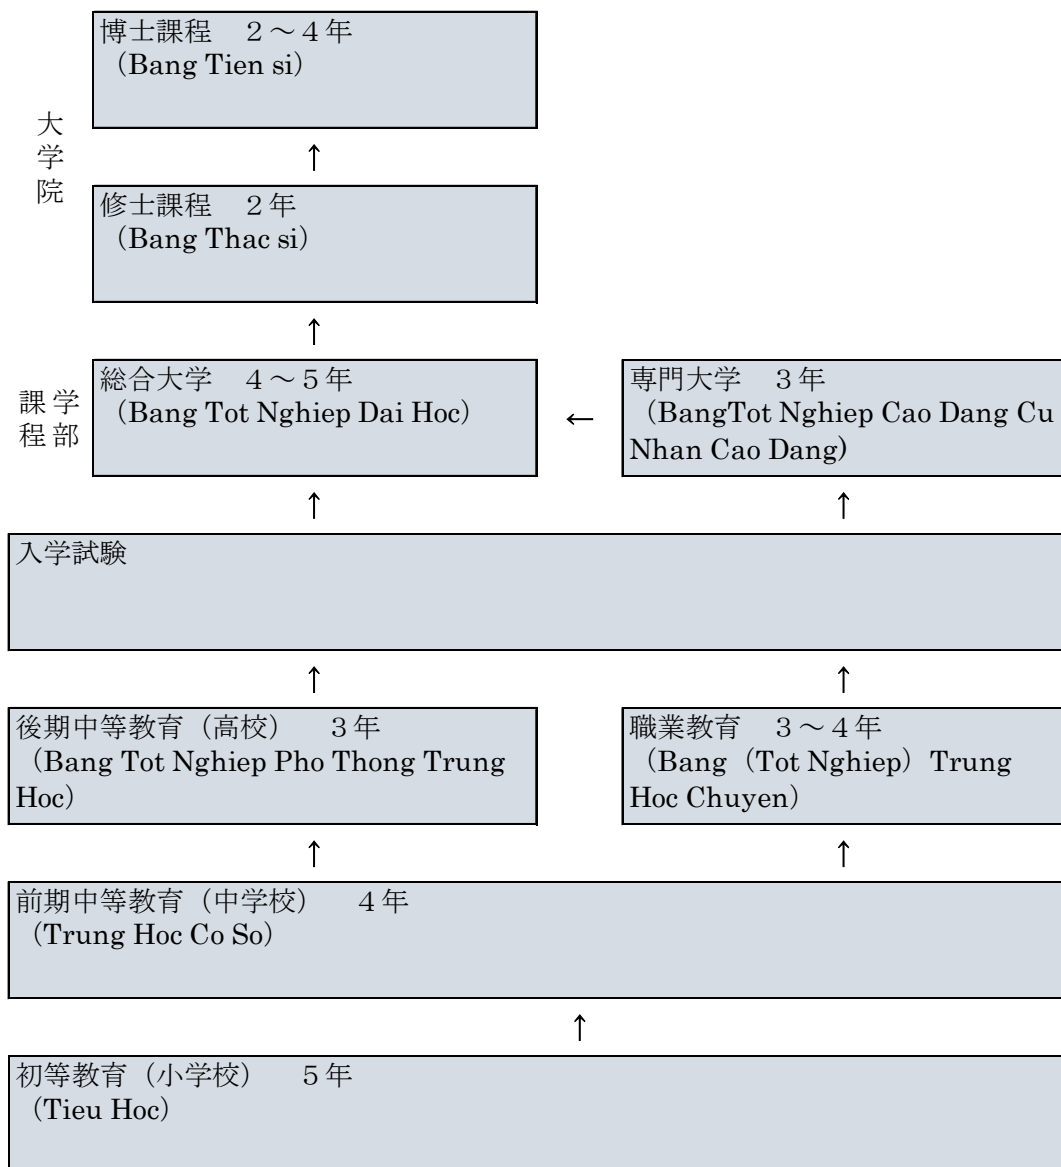 博士課程　２～４年
（Bang Tien si）
大学院
↑
修士課程　２年
（Bang Thac si）
↑
学部課程
総合大学　４～５年
（Bang Tot Nghiep Dai Hoc）
←
専門大学　３年
（BangTot Nghiep Cao Dang Cu
Nhan Cao Dang)
↑
↑
入学試験
↑
↑
後期中等教育（高校）　３年
（Bang Tot Nghiep Pho Thong Trung
Hoc）
職業教育　３～４年
（Bang（Tot Nghiep）Trung
Hoc Chuyen）
↑
↑
前期中等教育（中学校）　４年
（Trung Hoc Co So）
↑
初等教育（小学校）　５年
（Tieu Hoc）